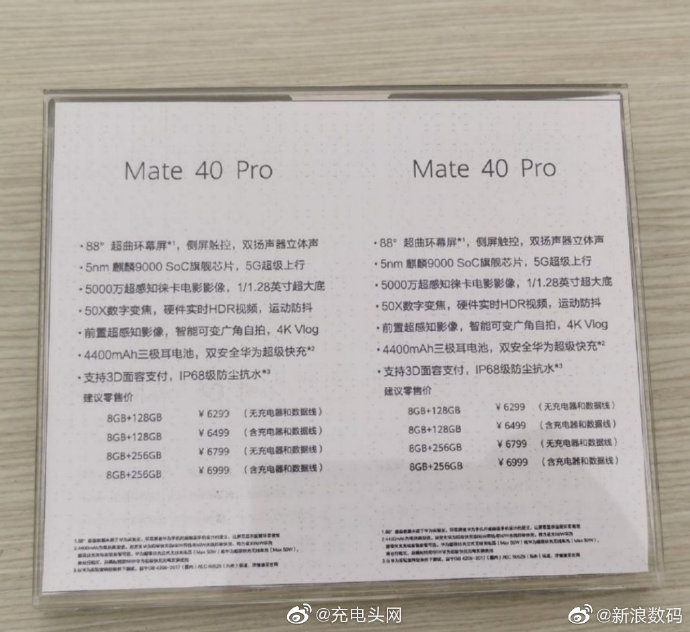 Mate 40 Pro
•88°超曲环幕屏*1，侧屏触控，双扬声器立体声
•5nm 麒麟9000 SoC旗舰芯片，5G超级上行
•5000万超感知徕卡电影影像，1/1.28英寸超大底
•50X数字变焦，硬件实时HDR视频，运动防抖
•前置超感知影像，智能可变广角自拍，4K Vlog
•4400mAh三极耳电池，双安全华为超级快充*2
•支持3D面容支付，IP68级防尘抗水*3
建议零售价
8GB+128GB ￥6299 （无充电器和数据线）
8GB+128GB ￥6499 （含充电器和数据线）
8GB+256GB ￥6799 （无充电器和数据线）
8GB+256GB ￥6999 （含充电器和数据线）
Mate 40 Pro
•88°超曲环幕屏*1，侧屏触控，双扬声器立体声
•5nm 麒麟9000 SoC旗舰芯片，5G超级上行
•5000万超感知徕卡电影影像，1/1.28英寸超大底
•50X数字变焦，硬件实时HDR视频，运动防抖
•前置超感知影像，智能可变广角自拍，4K Vlog
•4400mAh三极耳电池，双安全华为超级快充*2
•支持3D面容支付，IP68级防尘抗水*3
建议零售价
8GB+128GB ￥6299 （无充电器和数据线）
8GB+128GB ￥6499 （含充电器和数据线）
8GB+256GB ￥6799 （无充电器和数据线）
8GB+256GB ￥6999 （含充电器和数据线）
@充电头网
@新浪数码